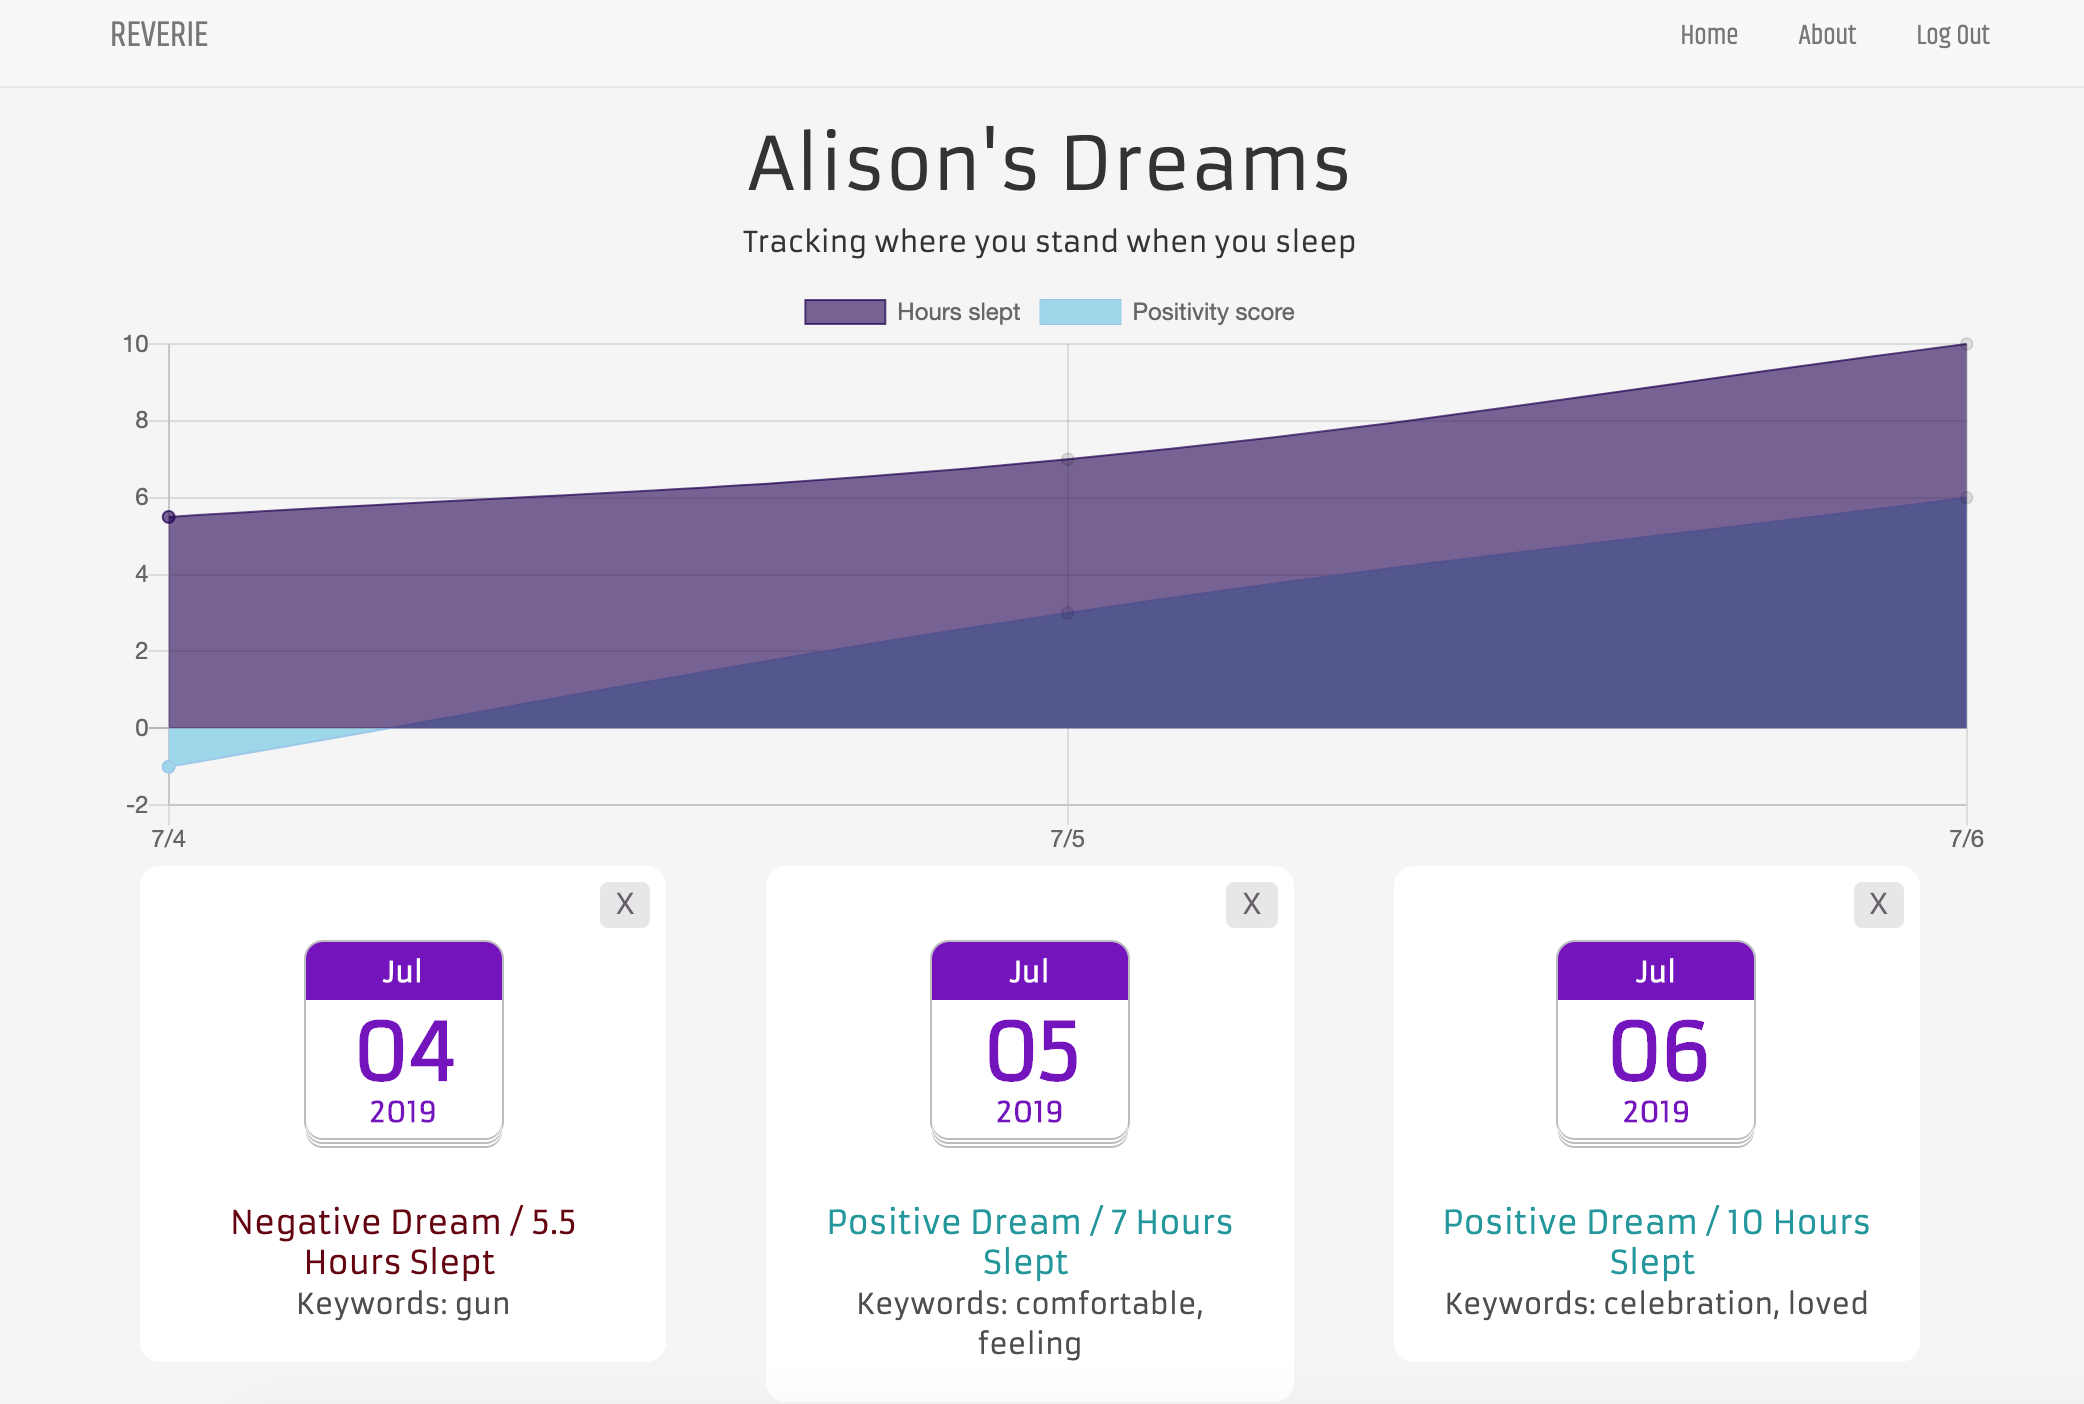 REVERIE
Home About Log Out
Alison's Dreams
Tracking where you stand when you sleep
Hours slept Positivity score
10
8
6
4
2
0
-2
7/4 7/5 7/6
X X X
Jul Jul Jul
04 05 06
2019 2019 2019
Negative Dream / 5.5
Hours Slept
Keywords: gun
Positive Dream / 7 Hours
Slept
Keywords: comfortable,
feeling
Positive Dream / 10 Hours
Slept
Keywords: celebration, loved